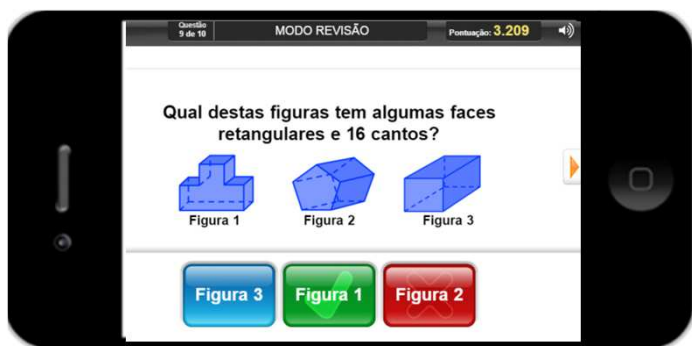 Questão
9 de 10
MODO REVISÃO
Pontuação: 3.209
Qual destas figuras tem algumas faces
retangulares e 16 cantos?
Figura 1
Figura 2
Figura 3
Figura 3
Figura 1
Figura 2